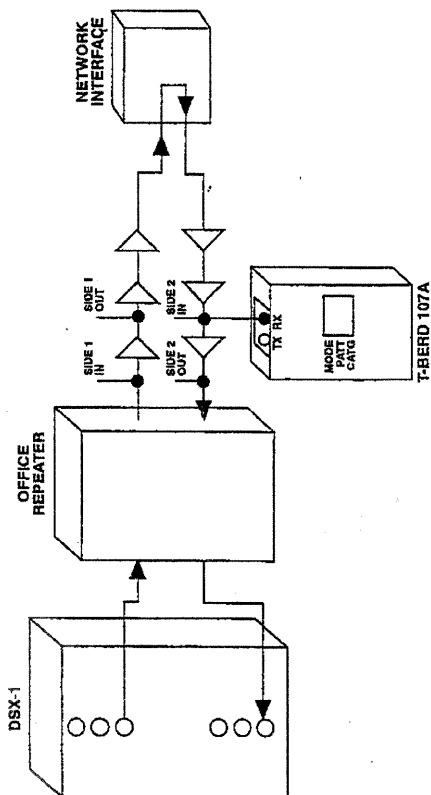 NETWORK
INTERFACE
SIDE 1
OUT
SIDE 2
IN
SIDE 1
IN
SIDE 2
OUT
TX RX
MODE
PATT
CATG
T-BERD 107A
OFFICE
REPEATER
DSX-1